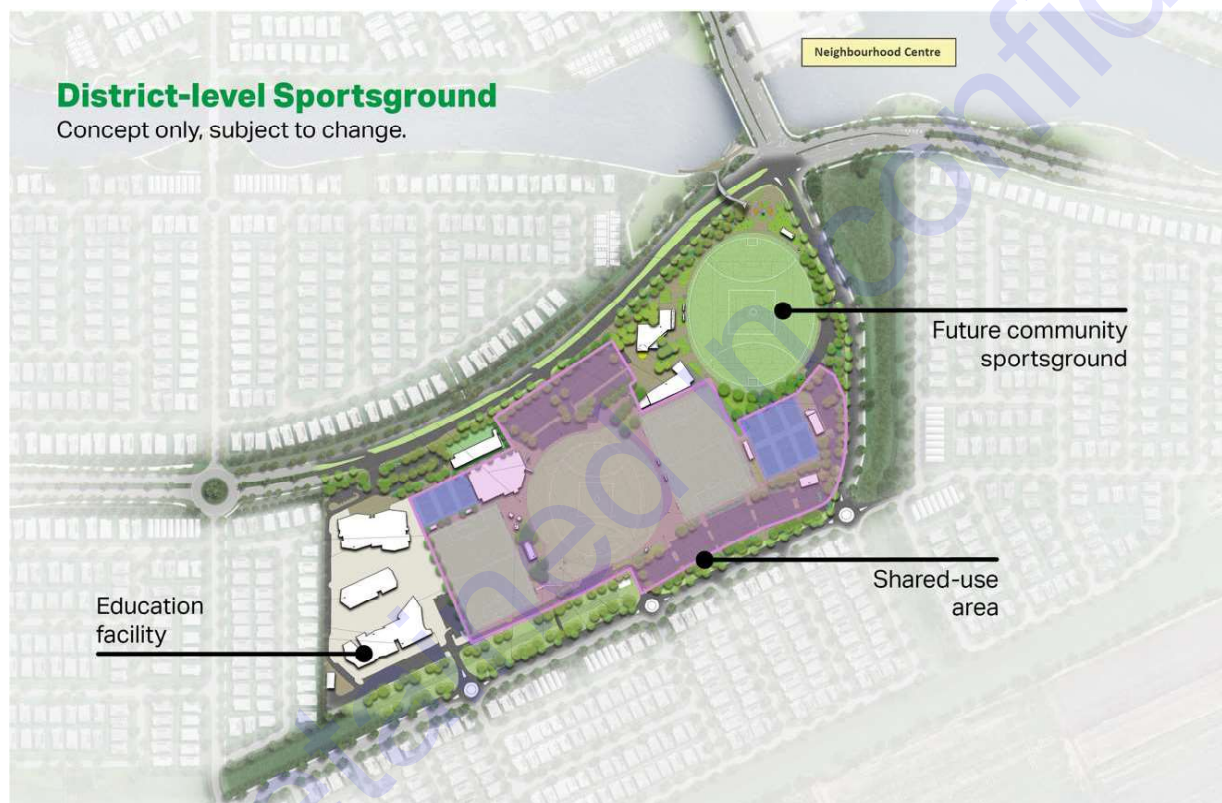 Neighbourhood Centre
District-level Sportsground
Concept only, subject to change.
Future community
sportsground
Shared-use
area
Education
facility